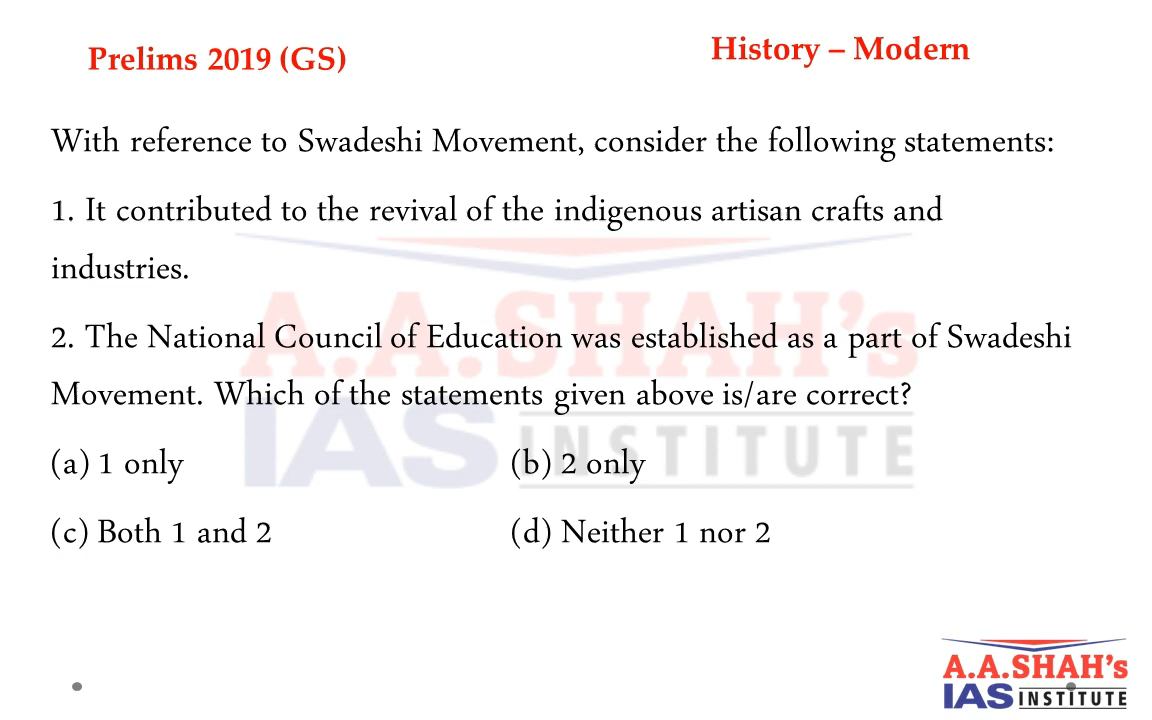 Prelims 2019 (GS)
History – Modern
With reference to Swadeshi Movement, consider the following statements:
1. It contributed to the revival of the indigenous artisan crafts and
industries.
2. The National Council of Education was established as a part of Swadeshi
Movement. Which of the statements given above is/are correct?
(a) 1 only (b) 2 only
(c) Both 1 and 2 (d) Neither 1 nor 2
A.A.SHAH's
IAS INSTITUTE
A.A.SHAH's
IAS INSTITUTE